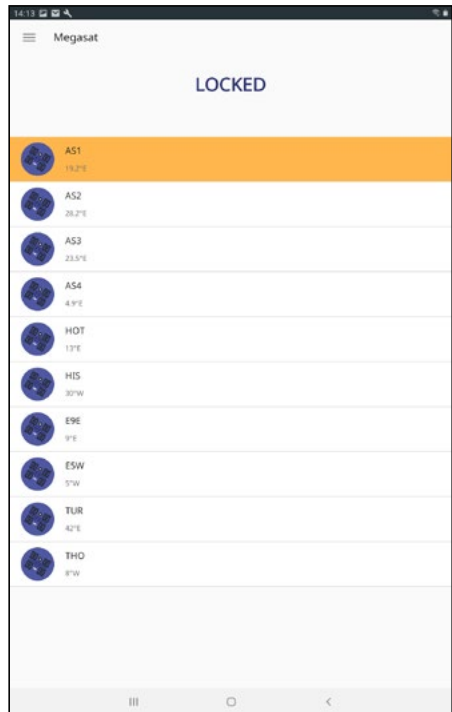 14:13
Megasat
LOCKED
AS1
19.2°E
AS2
28.2°E
AS3
23.5°E
AS4
4.9°E
HOT
13°E
HIS
30°W
E9E
9°E
E5W
5°W
TUR
42°E
THO
8°W